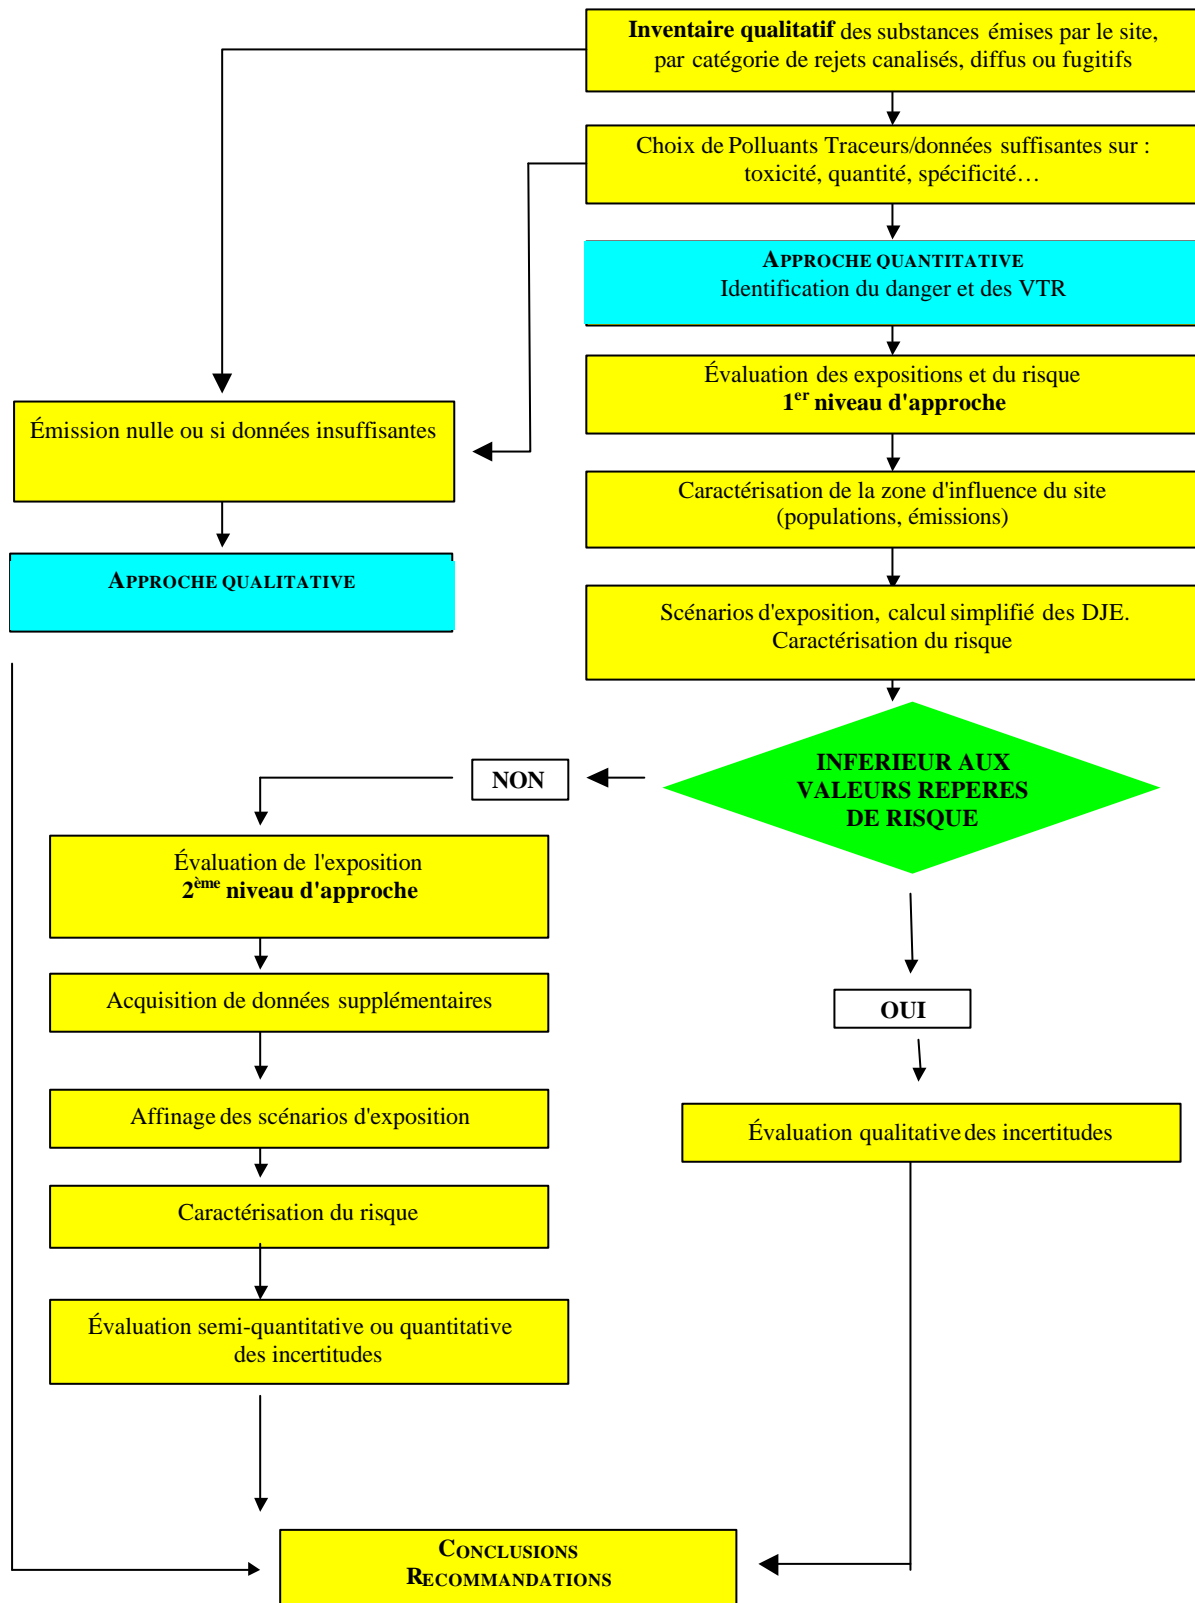 Inventaire qualitatif des substances émises par le site,
par catégorie de rejets canalisés, diffus ou fugitifs
Choix de Polluants Traceurs/données suffisantes sur :
toxicité, quantité, spécificité…
APPROCHE QUANTITATIVE
Identification du danger et des VTR
Évaluation des expositions et du risque
1er niveau d'approche
Émission nulle ou si données insuffisantes
Caractérisation de la zone d'influence du site
(populations, émissions)
APPROCHE QUALITATIVE
Scénarios d'exposition, calcul simplifié des DJE.
Caractérisation du risque
INFERIEUR AUX
VALEURS REPERES
DE RISQUE
NON
Évaluation de l'exposition
2ème niveau d'approche
Acquisition de données supplémentaires
OUI
Affinage des scénarios d'exposition
Évaluation qualitative des incertitudes
Caractérisation du risque
Évaluation semi-quantitative ou quantitative
des incertitudes
CONCLUSIONS
RECOMMANDATIONS